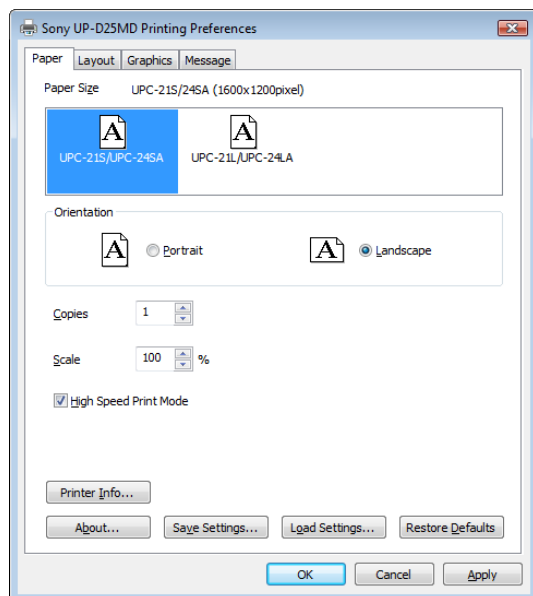 Sony UP-D25MD Printing Preferences
Paper Layout Graphics Message
Paper Size UPC-21S/24SA (1600x1200pixel)
A A
UPC-21S/UPC-24SA UPC-21L/UPC-24LA
Orientation
A Portrait A Landscape
Copies 1
Scale 100 %
High Speed Print Mode
Printer Info...
About... Save Settings... Load Settings... Restore Defaults
OK Cancel Apply